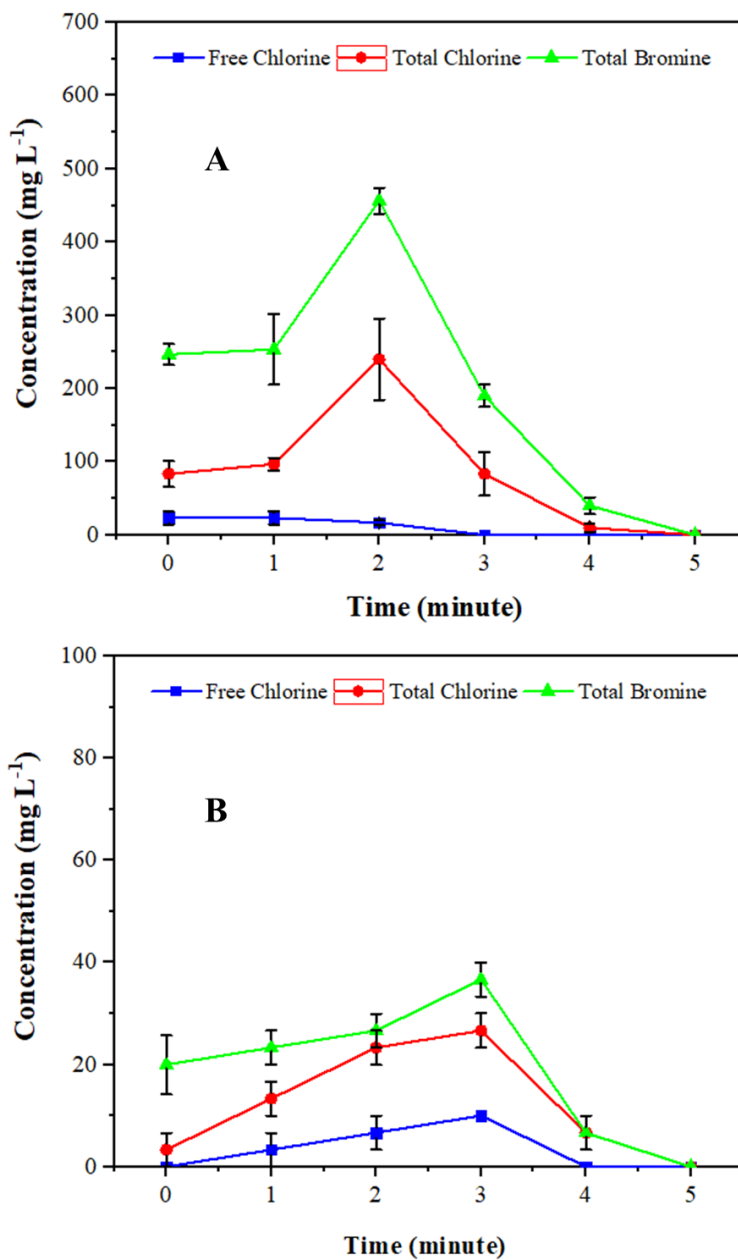 700
600
500
400
300
200
100
0
Free Chlorine Total Chlorine Total Bromine
A
Concentration (mg L⁻¹)
0 1 2 3 4 5
Time (minute)
100
80
60
40
20
0
Free Chlorine Total Chlorine Total Bromine
B
Concentration (mg L⁻¹)
0 1 2 3 4 5
Time (minute)